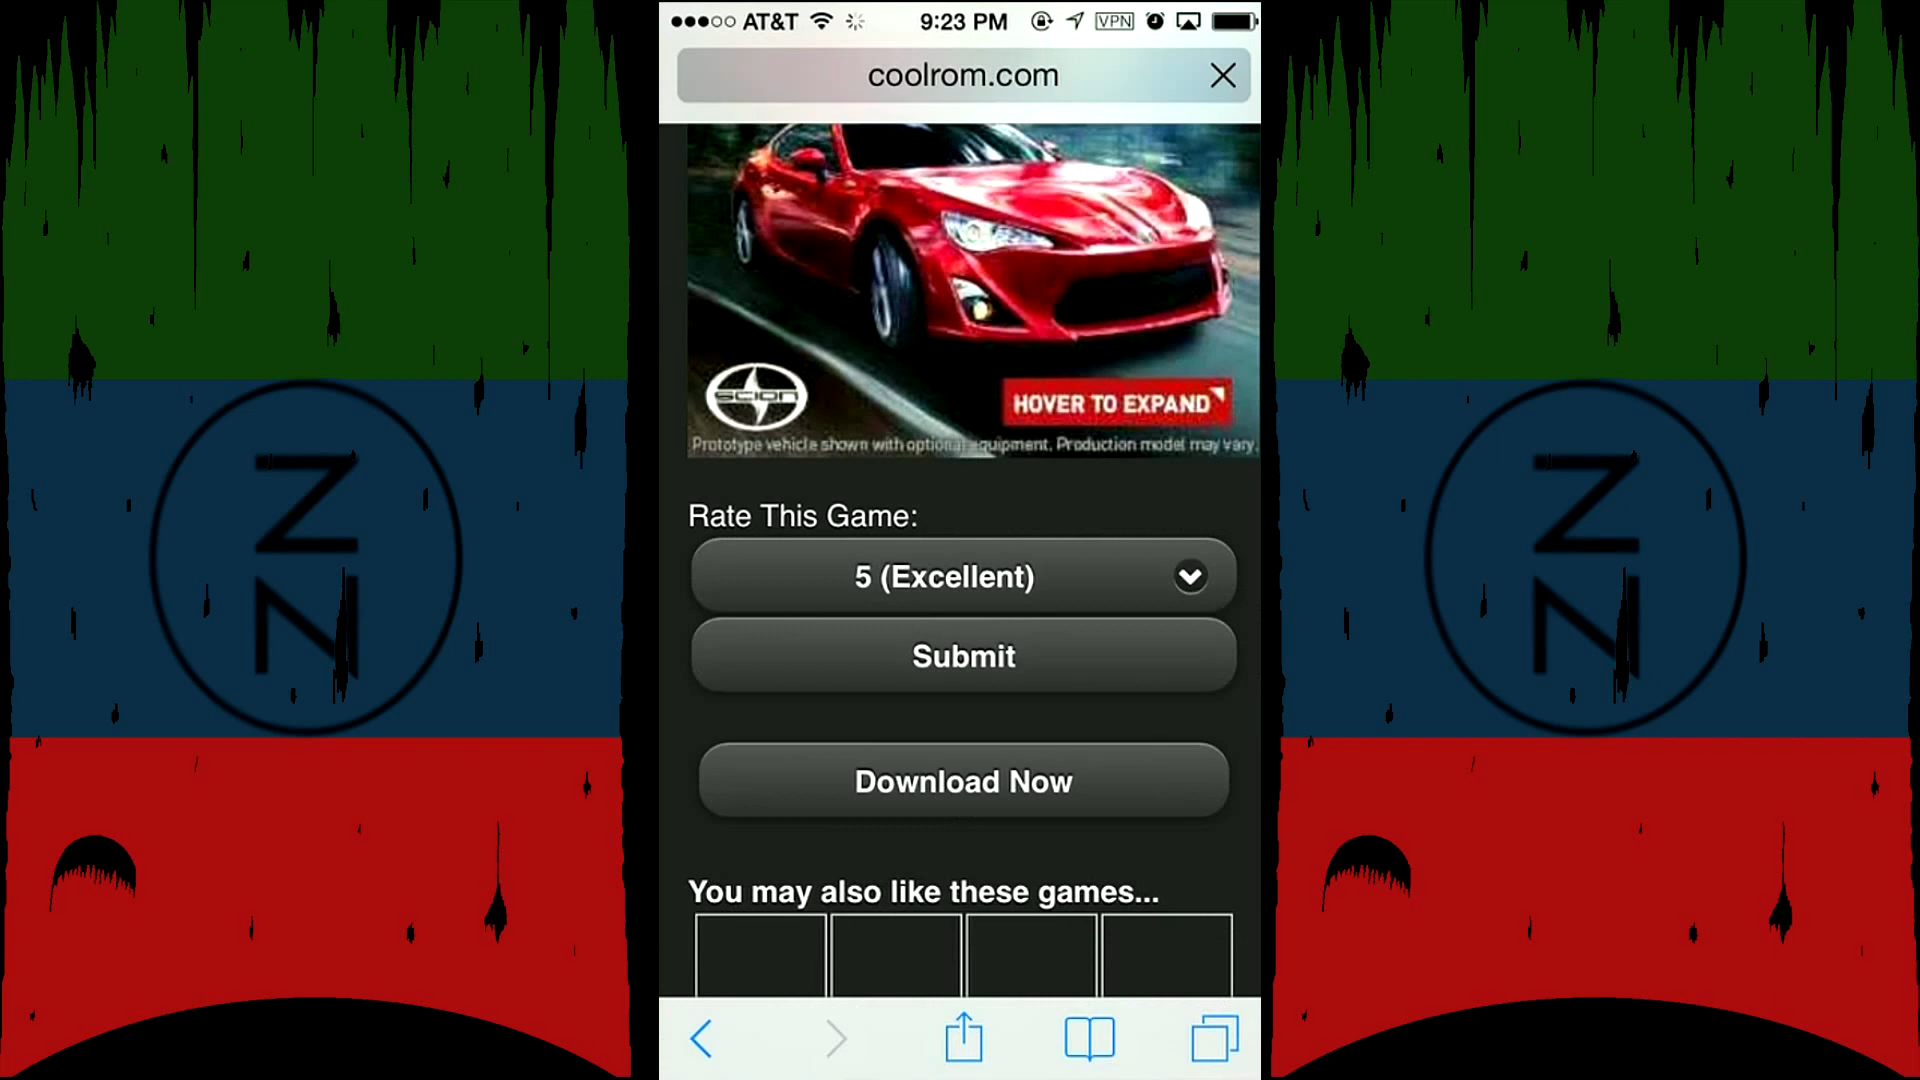 AT&T 9:23 PM VPN
coolrom.com
SCION
HOVER TO EXPAND
Prototype vehicle shown with optional equipment. Production model may vary.
Rate This Game:
5 (Excellent)
Submit
Download Now
You may also like these games...